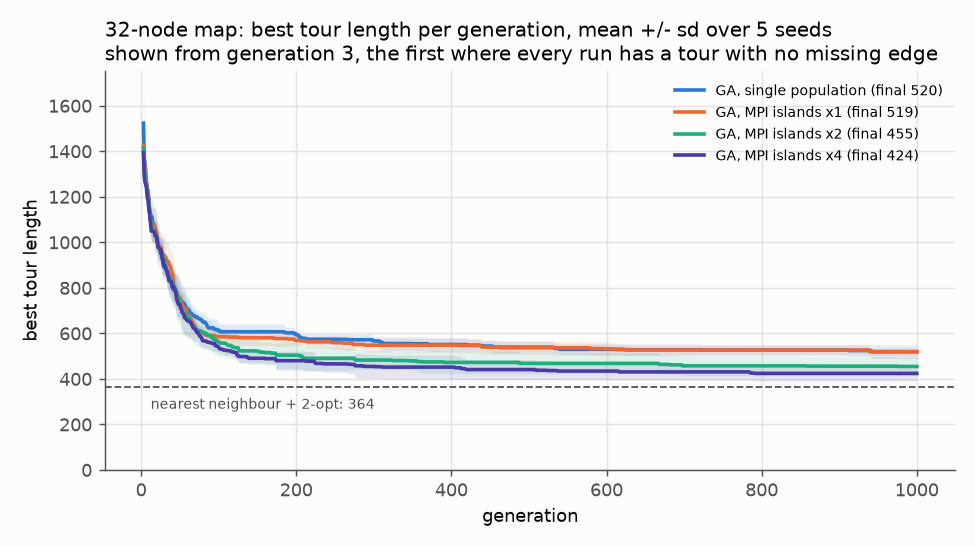 32-node map: best tour length per generation, mean +/- sd over 5 seeds
shown from generation 3, the first where every run has a tour with no missing edge
GA, single population (final 520)
GA, MPI islands x1 (final 519)
GA, MPI islands x2 (final 455)
GA, MPI islands x4 (final 424)
best tour length
1600
1400
1200
1000
800
600
400
200
0
nearest neighbour + 2-opt: 364
0 200 400 600 800 1000
generation